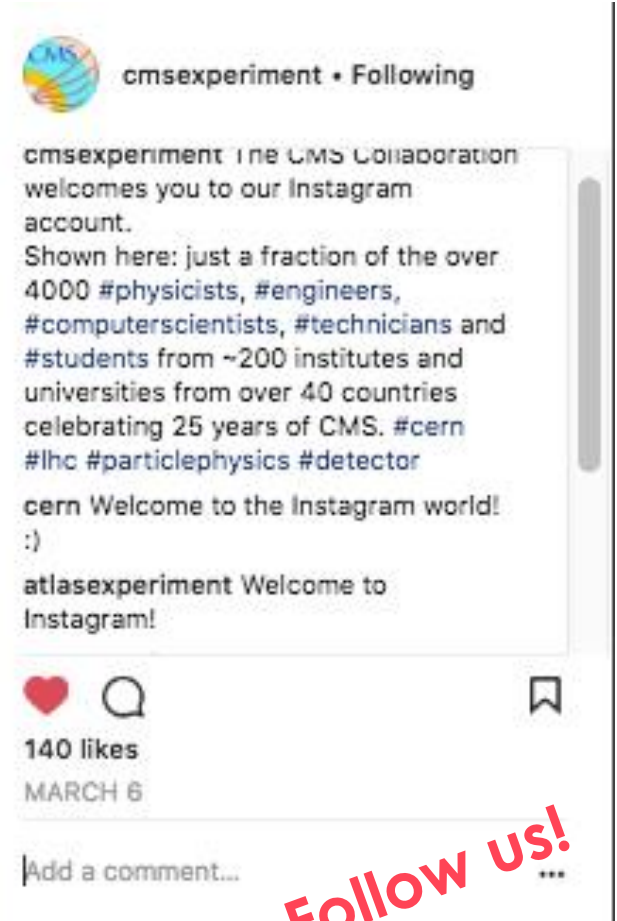 CMS
cmsexperiment • Following
cmsexperiment The CMS Collaboration
welcomes you to our Instagram
account.
Shown here: just a fraction of the over
4000 #physicists, #engineers,
#computerscientists, #technicians and
#students from ~200 institutes and
universities from over 40 countries
celebrating 25 years of CMS. #cern
#lhc #particlephysics #detector
cern Welcome to the Instagram world!
:)
atlasexperiment Welcome to
Instagram!
140 likes
MARCH 6
Add a comment...
Follow us!